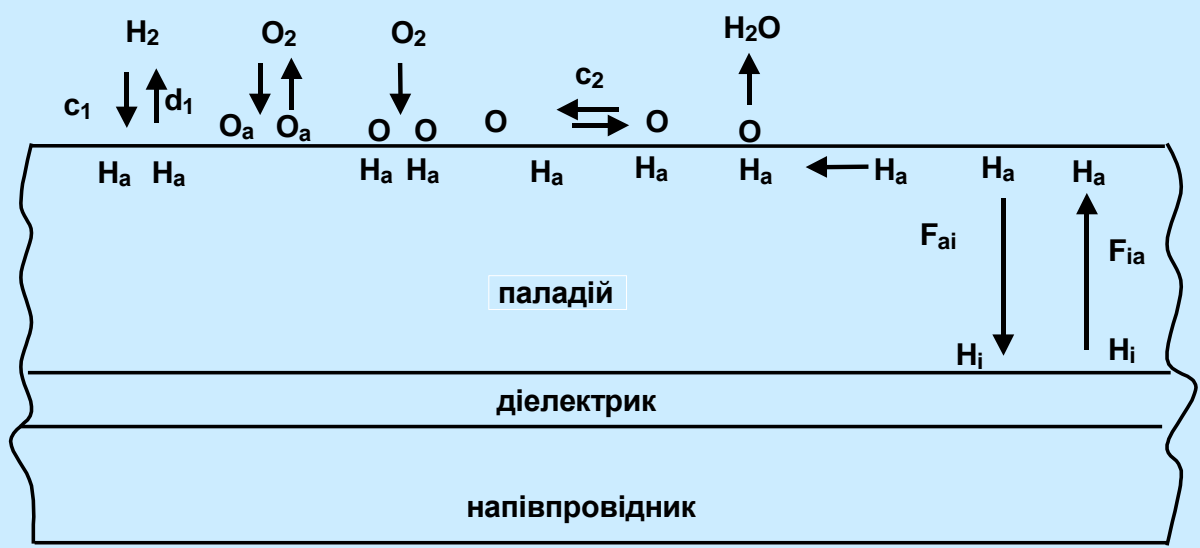 H2 O2 O2 H2O
c1 d1 c2
Oa Oa O O O O O
Ha Ha Ha Ha Ha Ha Ha Ha Ha Ha
Fai Fia
паладій
Hi Hi
діелектрик
напівпровідник